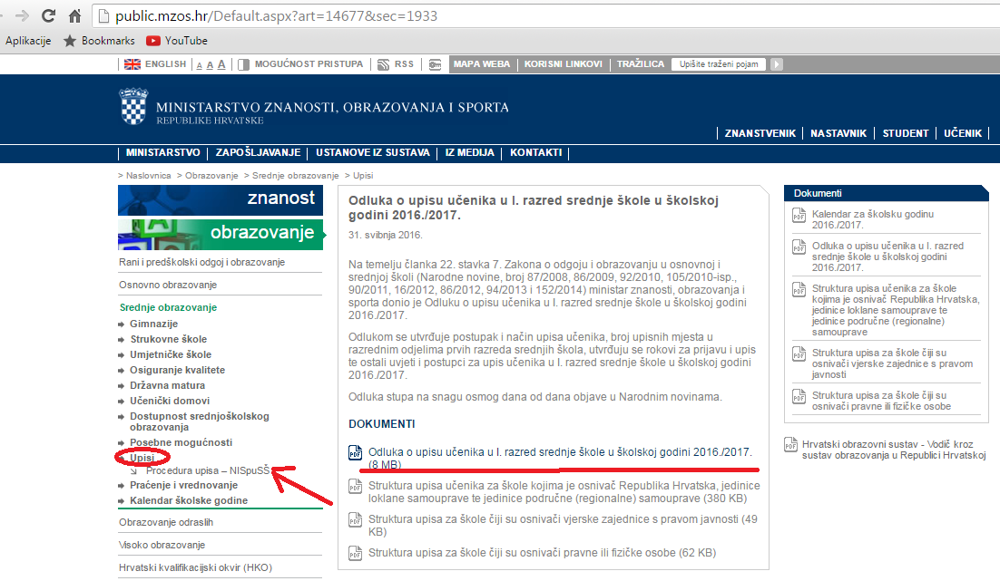 public.mzos.hr/Default.aspx?art=14677&sec=1933
Aplikacije Bookmarks YouTube
ENGLISH A A A MOGUĆNOST PRISTUPA RSS MAPA WEBA KORISNI LINKOVI TRAŽILICA Upišite traženi pojam
MINISTARSTVO ZNANOSTI, OBRAZOVANJA I SPORTA
REPUBLIKE HRVATSKE
ZNANSTVENIK NASTAVNIK STUDENT UČENIK
MINISTARSTVO ZAPOŠLJAVANJE USTANOVE IZ SUSTAVA IZ MEDIJA KONTAKTI
> Naslovnica > Obrazovanje > Srednje obrazovanje > Upisi
znanost
obrazovanje
Rani i predškolski odgoj i obrazovanje
Osnovno obrazovanje
Srednje obrazovanje
Gimnazije
Strukovne škole
Umjetničke škole
Osiguranje kvalitete
Državna matura
Učenički domovi
Dostupnost srednjoškolskog
obrazovanja
Posebne mogućnosti
Upisi
Procedura upisa – NISpuSŠ
Praćenje i vrednovanje
Kalendar školske godine
Obrazovanje odraslih
Visoko obrazovanje
Hrvatski kvalifikacijski okvir (HKO)
Odluka o upisu učenika u I. razred srednje škole u školskoj
godini 2016./2017.
31. svibnja 2016.
Na temelju članka 22. stavka 7. Zakona o odgoju i obrazovanju u osnovnoj i
srednjoj školi (Narodne novine, broj 87/2008, 86/2009, 92/2010, 105/2010-isp.,
90/2011, 16/2012, 86/2012, 94/2013 i 152/2014) ministar znanosti, obrazovanja i
sporta donio je Odluku o upisu učenika u I. razred srednje škole u školskoj godini
2016./2017.
Odlukom se utvrđuje postupak i način upisa učenika, broj upisnih mjesta u
razrednim odjelima prvih razreda srednjih škola, utvrđuju se rokovi za prijavu i upis
te ostali uvjeti i postupci za upis učenika u I. razred srednje škole u školskoj godini
2016./2017.
Odluka stupa na snagu osmog dana od dana objave u Narodnim novinama.
DOKUMENTI
PDF Odluka o upisu učenika u I. razred srednje škole u školskoj godini 2016./2017.
(8 MB)
PDF Struktura upisa učenika za škole kojima je osnivač Republika Hrvatska, jedinice
loklane samouprave te jedinice područne (regionalne) samouprave (380 KB)
PDF Struktura upisa za škole čiji su osnivači vjerske zajednice s pravom javnosti (49
KB)
PDF Struktura upisa za škole čiji su osnivači pravne ili fizičke osobe (62 KB)
Dokumenti
PDF Kalendar za školsku godinu
2016./2017.
PDF Odluka o upisu učenika u I. razred
srednje škole u školskoj godini
2016./2017.
PDF Struktura upisa učenika za škole
kojima je osnivač Republika Hrvatska,
jedinice loklane samouprave te
jedinice područne (regionalne)
samouprave
PDF Struktura upisa za škole čiji su
osnivači vjerske zajednice s pravom
javnosti
PDF Struktura upisa za škole čiji su
osnivači pravne ili fizičke osobe
PDF Hrvatski obrazovni sustav - Vodič kroz
sustav obrazovanja u Republici Hrvatskoj